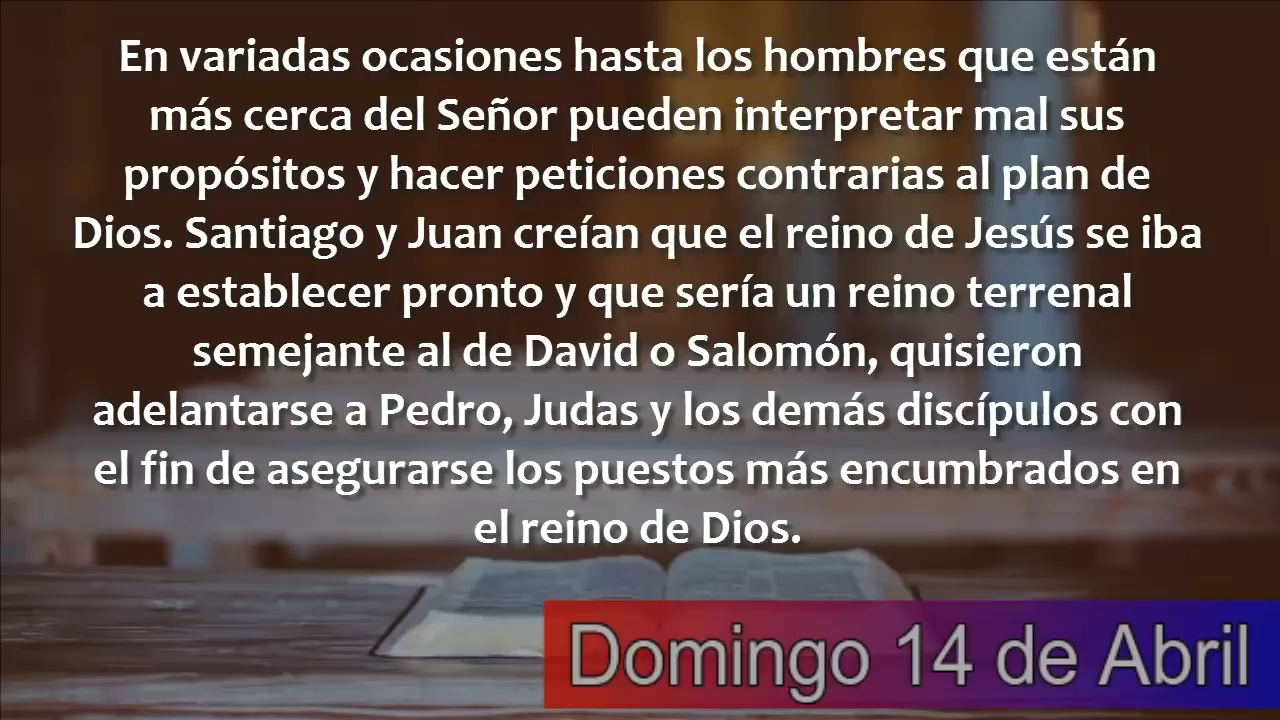 En variadas ocasiones hasta los hombres que están
más cerca del Señor pueden interpretar mal sus
propósitos y hacer peticiones contrarias al plan de
Dios. Santiago y Juan creían que el reino de Jesús se iba
a establecer pronto y que sería un reino terrenal
semejante al de David o Salomón, quisieron
adelantarse a Pedro, Judas y los demás discípulos con
el fin de asegurarse los puestos más encumbrados en
el reino de Dios.
Domingo 14 de Abril